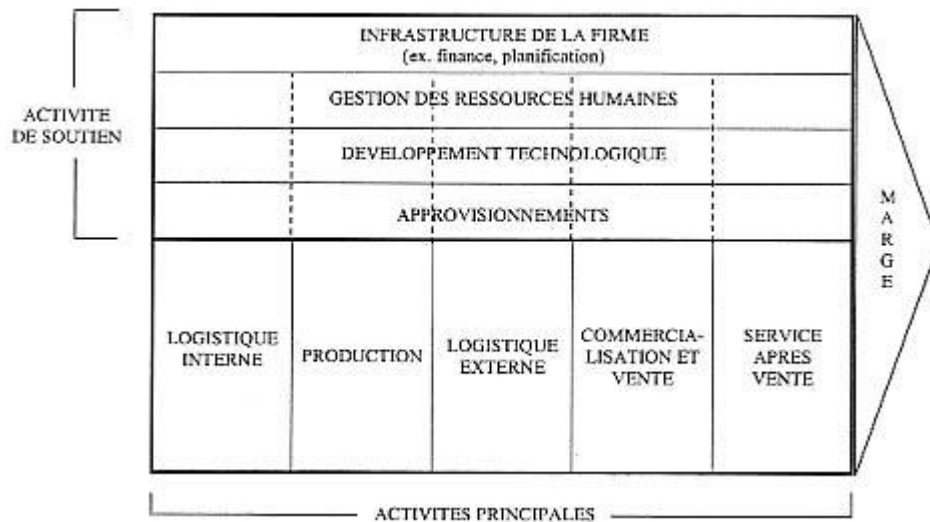 INFRASTRUCTURE DE LA FIRME
(ex. finance, planification)
GESTION DES RESSOURCES HUMAINES
ACTIVITE
DE SOUTIEN
DEVELOPPEMENT TECHNOLOGIQUE
APPROVISIONNEMENTS
MARGE
LOGISTIQUE
INTERNE
PRODUCTION
LOGISTIQUE
EXTERNE
COMMERCIA-
LISATION ET
VENTE
SERVICE
APRES
VENTE
ACTIVITES PRINCIPALES